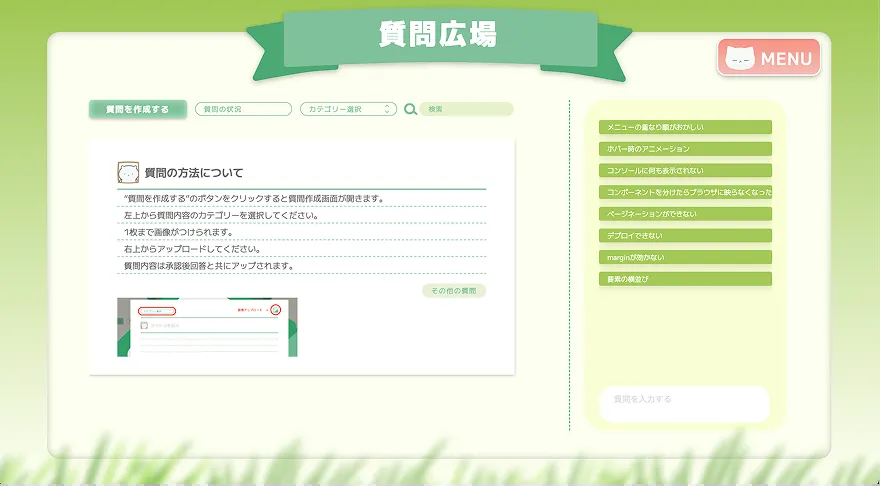 質問広場
MENU
質問を作成する
質問の状況
カテゴリー選択
検索
質問の方法について
"質問を作成する"のボタンをクリックすると質問作成画面が開きます。
左上から質問内容のカテゴリーを選択してください。
1枚まで画像がつけられます。
右上からアップロードしてください。
質問内容は承認後回答と共にアップされます。
その他の質問
メニューの重なり順がおかしい
ホバー時のアニメーション
コンソールに何も表示されない
コンポーネントを分けたらブラウザに映らなくなった
ページネーションができない
デプロイできない
marginが効かない
要素の横並び
質問を入力する